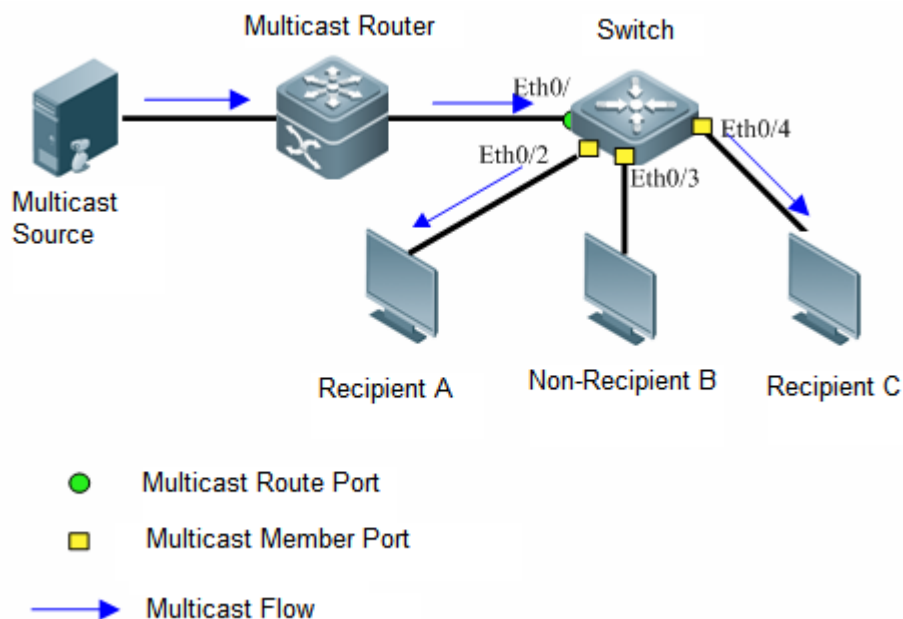 Multicast Router
Switch
Eth0/
Eth0/4
Eth0/2
Eth0/3
Multicast
Source
Recipient A
Non-Recipient B
Recipient C
Multicast Route Port
Multicast Member Port
Multicast Flow